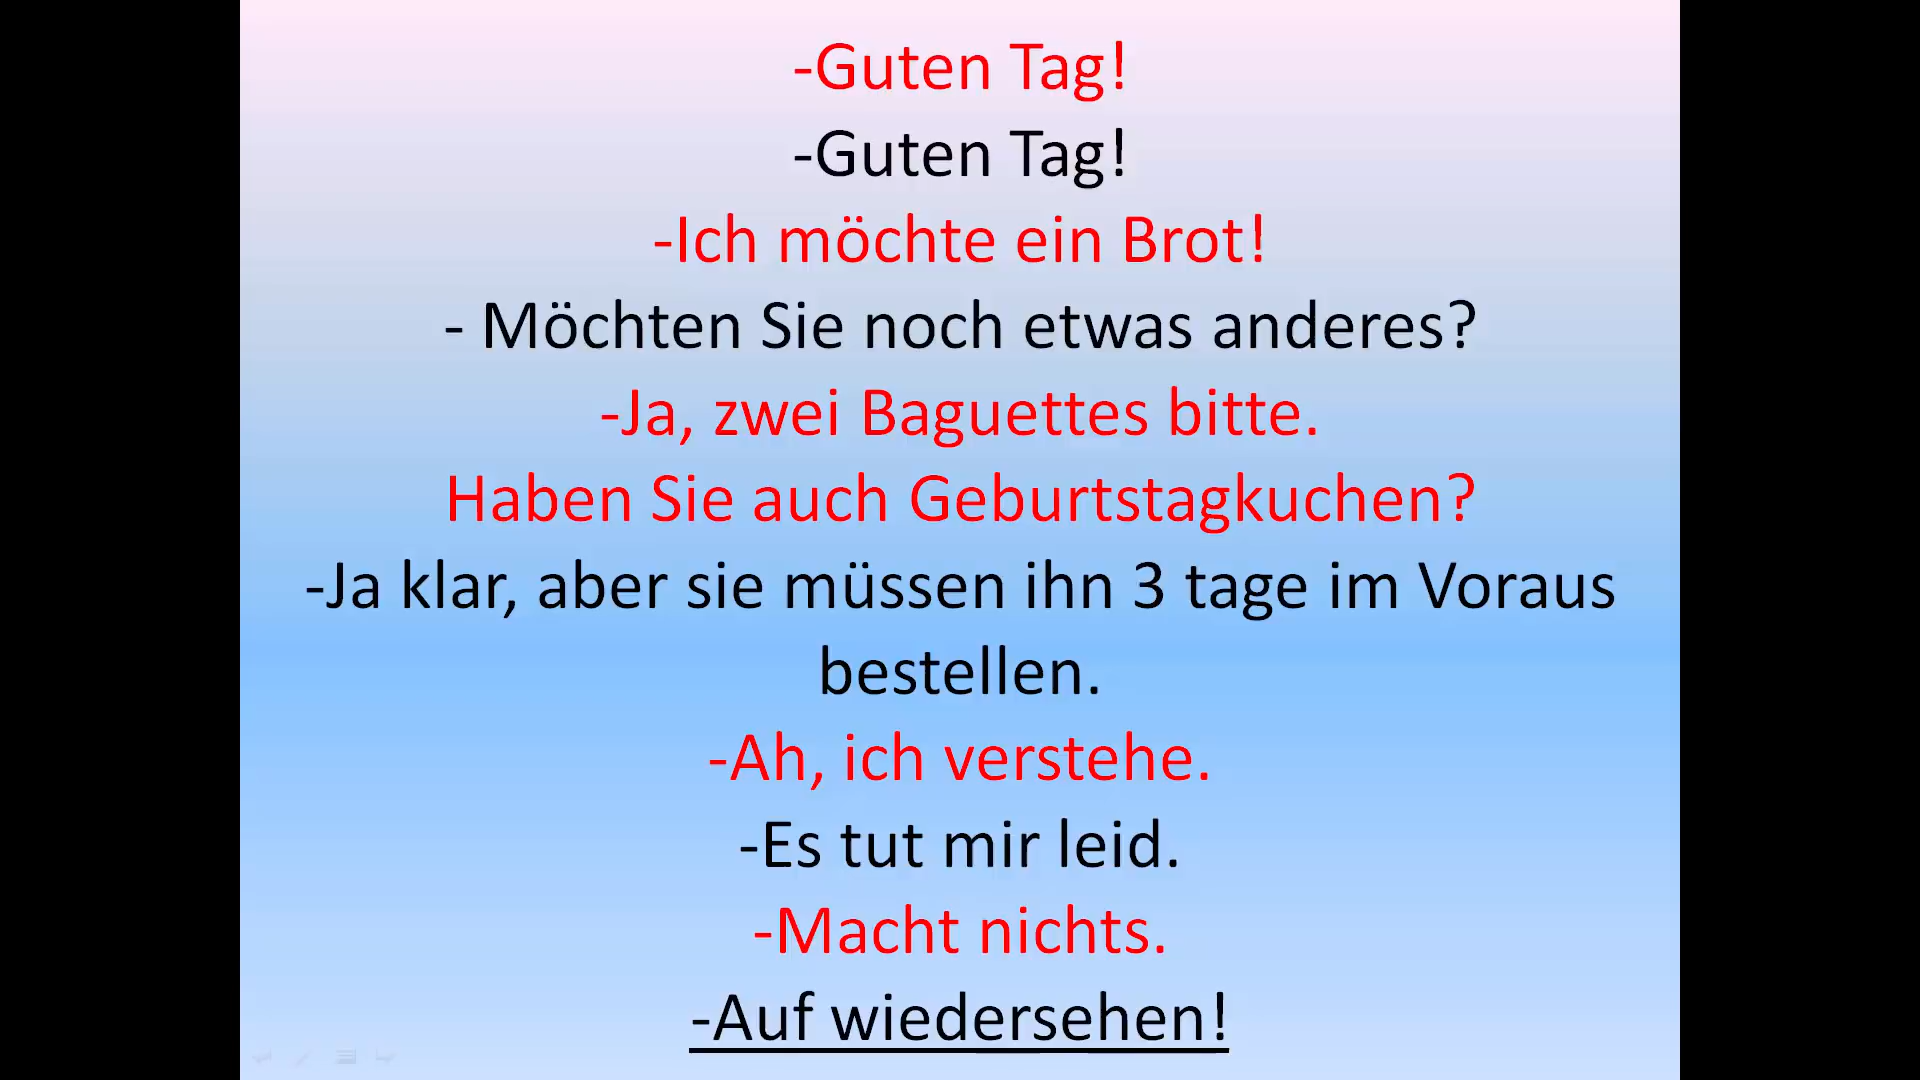 -Guten Tag!
-Guten Tag!
-Ich möchte ein Brot!
- Möchten Sie noch etwas anderes?
-Ja, zwei Baguettes bitte.
Haben Sie auch Geburtstagkuchen?
-Ja klar, aber sie müssen ihn 3 tage im Voraus
bestellen.
-Ah, ich verstehe.
-Es tut mir leid.
-Macht nichts.
-Auf wiedersehen!